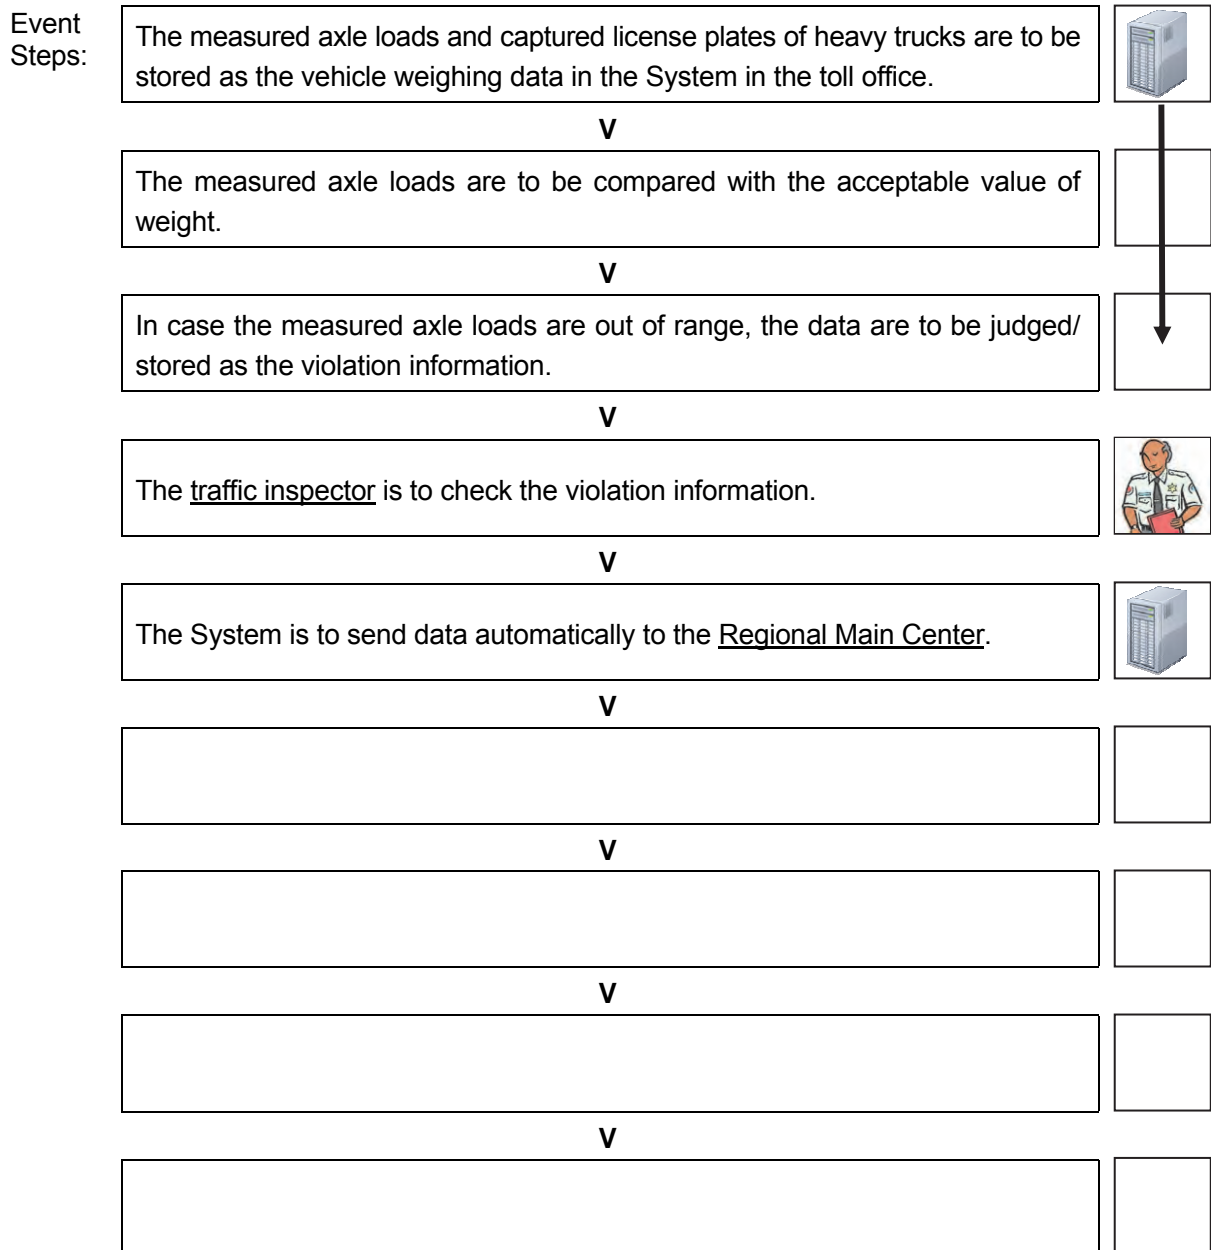 Event
Steps:
The measured axle loads and captured license plates of heavy trucks are to be
stored as the vehicle weighing data in the System in the toll office.
V
The measured axle loads are to be compared with the acceptable value of
weight.
V
In case the measured axle loads are out of range, the data are to be judged/
stored as the violation information.
V
The traffic inspector is to check the violation information.
V
The System is to send data automatically to the Regional Main Center.
V
V
V
V